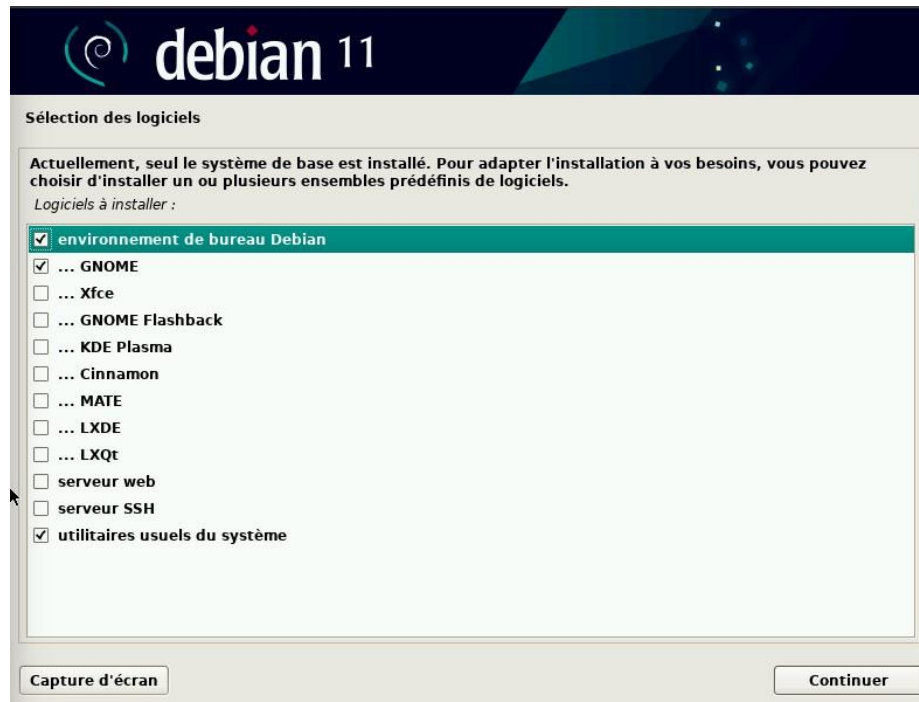 debian 11
Sélection des logiciels
Actuellement, seul le système de base est installé. Pour adapter l'installation à vos besoins, vous pouvez
choisir d'installer un ou plusieurs ensembles prédéfinis de logiciels.
Logiciels à installer :
environnement de bureau Debian
... GNOME
... Xfce
... GNOME Flashback
... KDE Plasma
... Cinnamon
... MATE
... LXDE
... LXQt
serveur web
serveur SSH
utilitaires usuels du système
Capture d'écran
Continuer